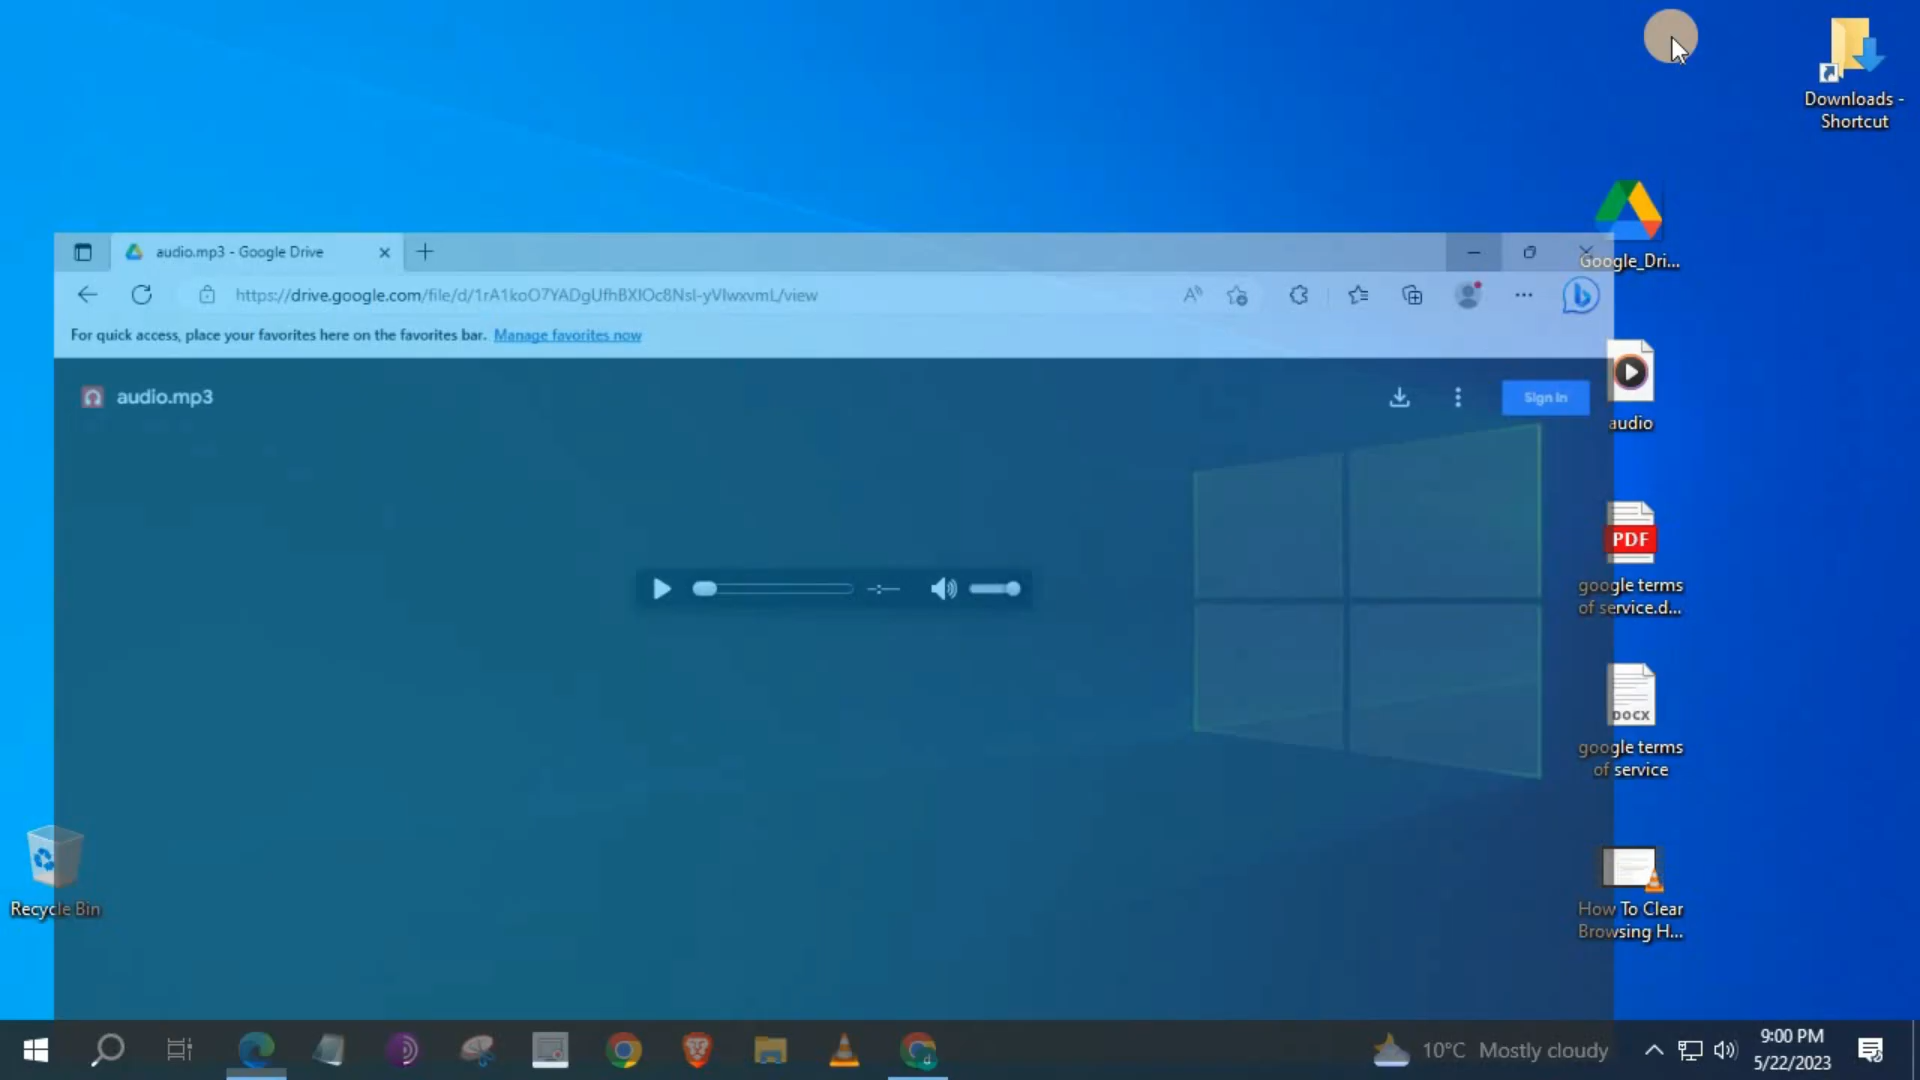 Downloads -
Shortcut
audio.mp3 - Google Drive
Google_Dri...
https://drive.google.com/file/d/1rA1koO7YADgUfhBXIOc8Nsl-yVIwxvmL/view
For quick access, place your favorites here on the favorites bar. Manage favorites now
audio.mp3
Sign in
audio
PDF
google terms
of service.d...
DOCX
google terms
of service
Recycle Bin
How To Clear
Browsing H...
10°C Mostly cloudy
9:00 PM
5/22/2023